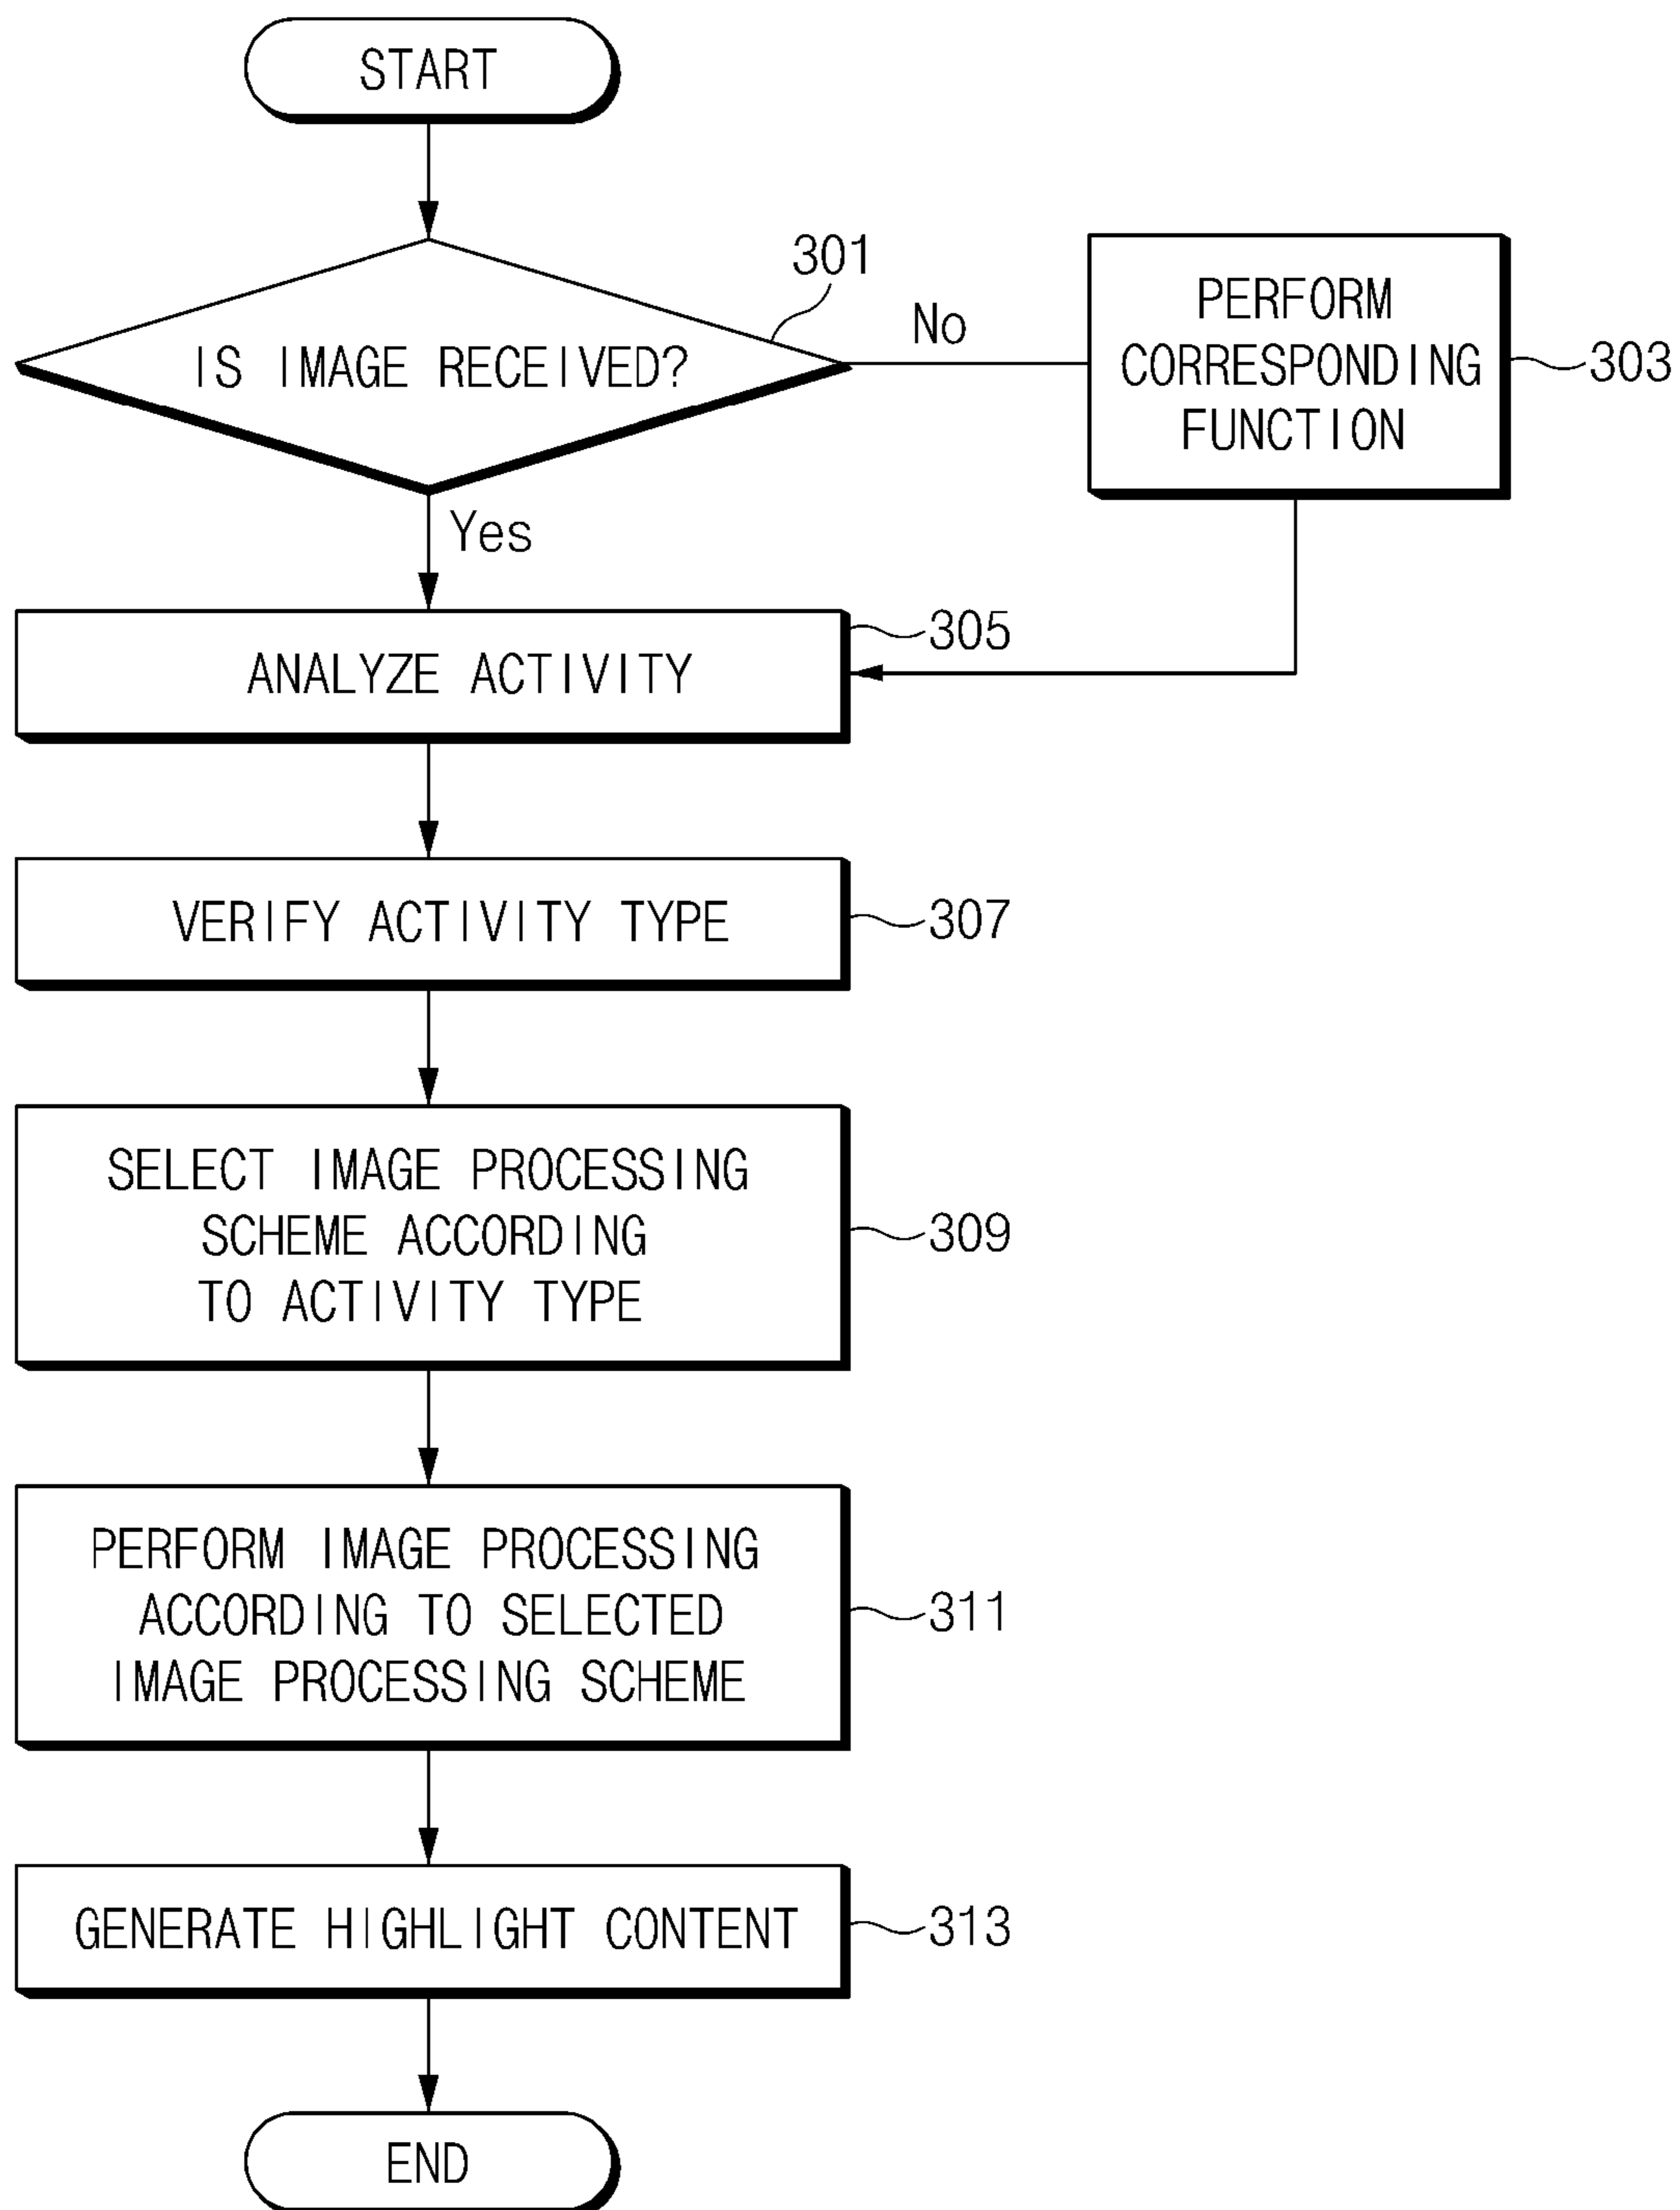 START
301
IS IMAGE RECEIVED?
No
PERFORM
CORRESPONDING
FUNCTION
303
Yes
305
ANALYZE ACTIVITY
VERIFY ACTIVITY TYPE
307
SELECT IMAGE PROCESSING
SCHEME ACCORDING
TO ACTIVITY TYPE
309
PERFORM IMAGE PROCESSING
ACCORDING TO SELECTED
IMAGE PROCESSING SCHEME
311
GENERATE HIGHLIGHT CONTENT
313
END